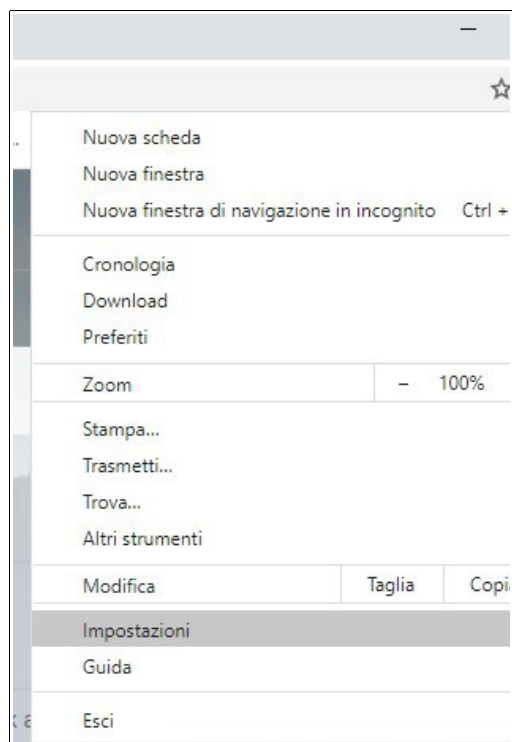 Nuova scheda
Nuova finestra
Nuova finestra di navigazione in incognito Ctrl +
Cronologia
Download
Preferiti
Zoom – 100%
Stampa...
Trasmetti...
Trova...
Altri strumenti
Modifica Taglia Copia
Impostazioni
Guida
Esci